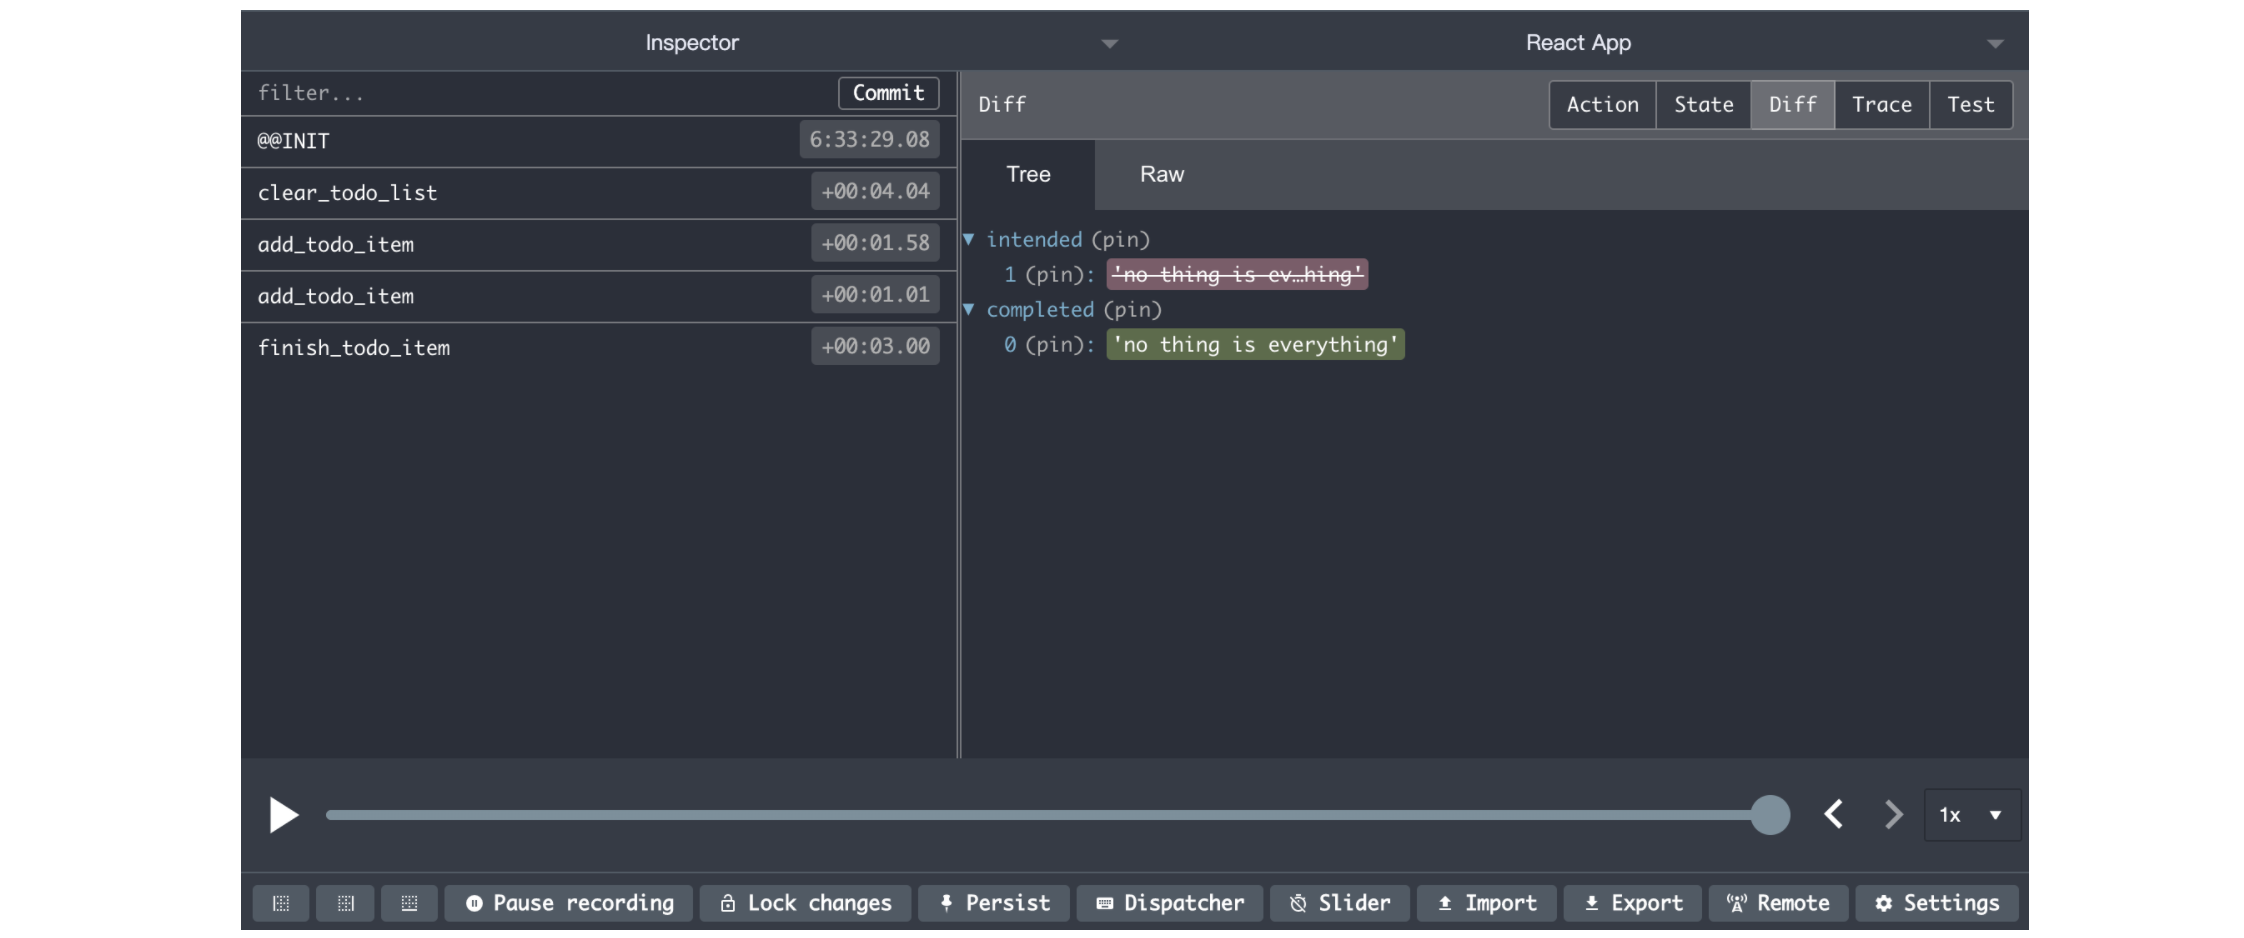 Inspector
React App
filter...
Commit
@@INIT
6:33:29.08
clear_todo_list
+00:04.04
add_todo_item
+00:01.58
add_todo_item
+00:01.01
finish_todo_item
+00:03.00
Diff
Action
State
Diff
Trace
Test
Tree
Raw
intended (pin)
1 (pin): 'no thing is ev…hing'
completed (pin)
0 (pin): 'no thing is everything'
1x
Pause recording
Lock changes
Persist
Dispatcher
Slider
Import
Export
Remote
Settings